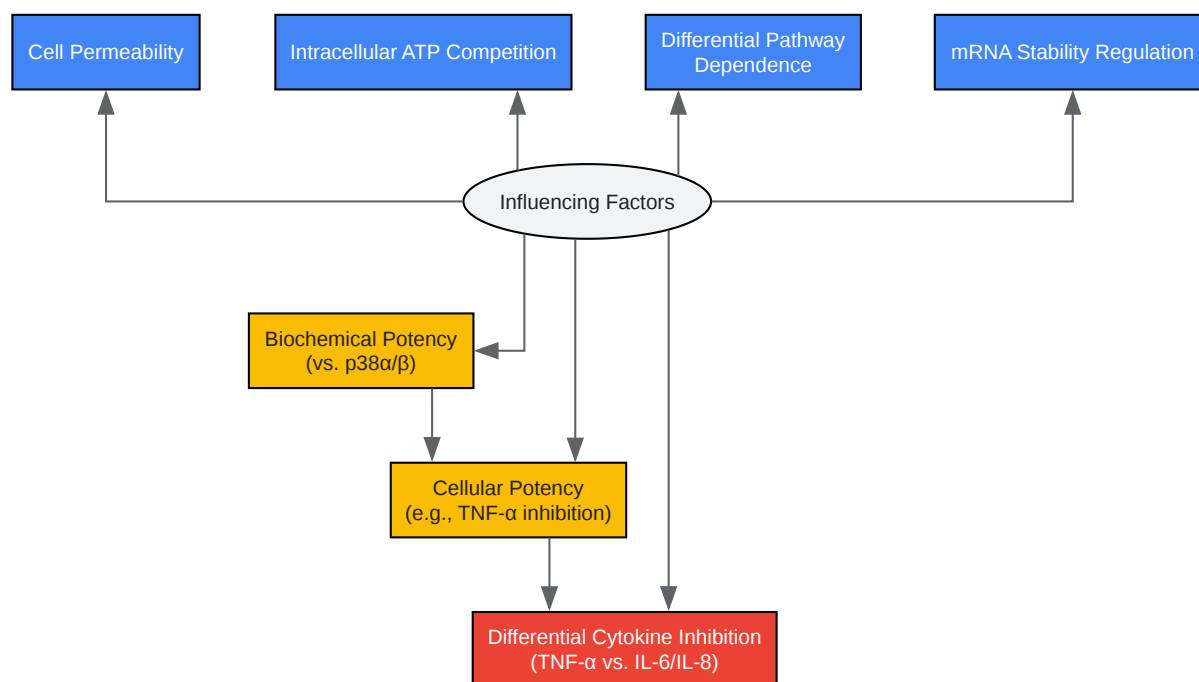 Cell Permeability
Intracellular ATP Competition
Differential Pathway
Dependence
mRNA Stability Regulation
Influencing Factors
Biochemical Potency
(vs. p38α/β)
Cellular Potency
(e.g., TNF-α inhibition)
Differential Cytokine Inhibition
(TNF-α vs. IL-6/IL-8)